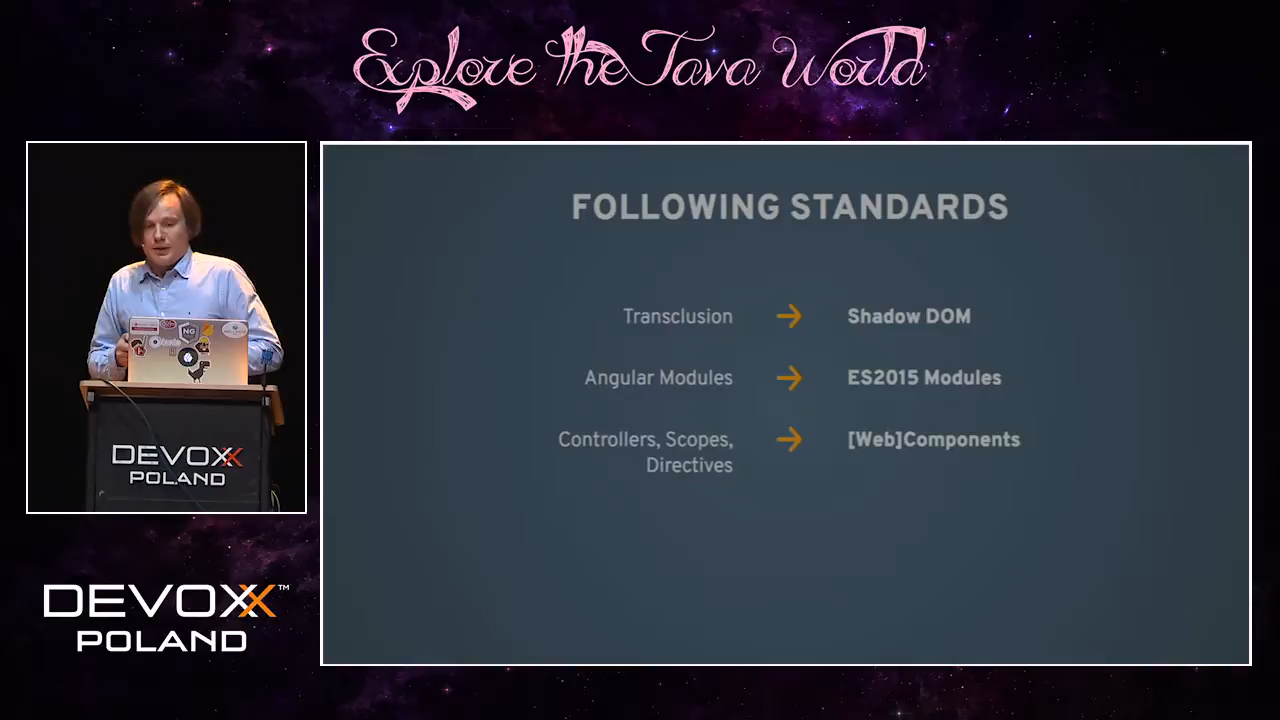 Explore the Java World
FOLLOWING STANDARDS
Transclusion → Shadow DOM
Angular Modules → ES2015 Modules
Controllers, Scopes, → [Web]Components
Directives
NG
DEVOXX
POLAND
DEVOXX™
POLAND